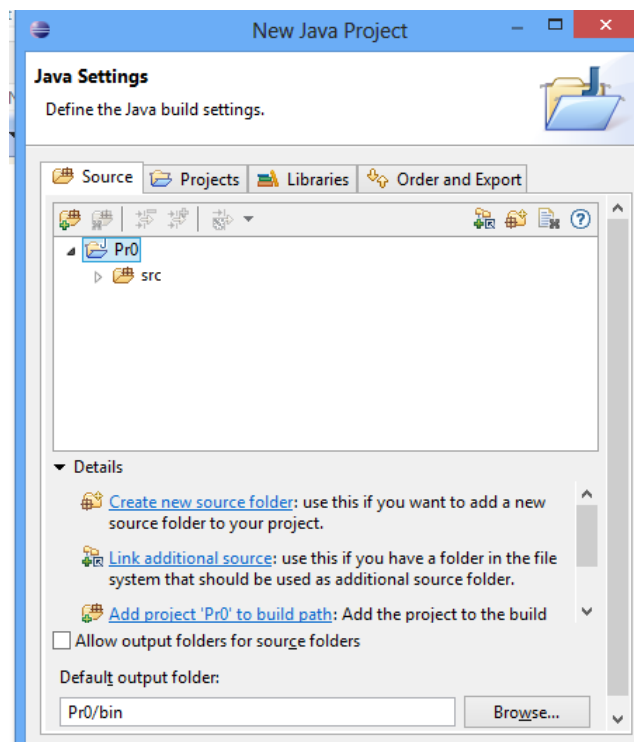 New Java Project
Java Settings
Define the Java build settings.
Source Projects Libraries Order and Export
Pr0
src
Details
Create new source folder: use this if you want to add a new
source folder to your project.
Link additional source: use this if you have a folder in the file
system that should be used as additional source folder.
Add project 'Pr0' to build path: Add the project to the build
Allow output folders for source folders
Default output folder:
Pr0/bin Browse...